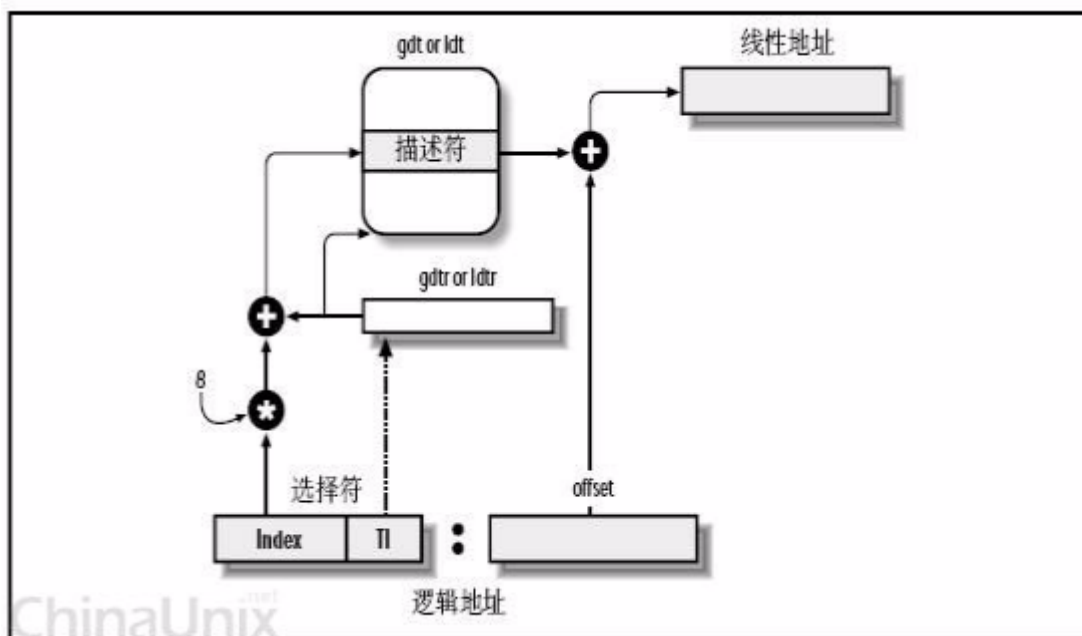 gdt or ldt
线性地址
描述符
gdtr or ldtr
8
选择符
offset
Index
TI
:
逻辑地址
ChinaUnix.net